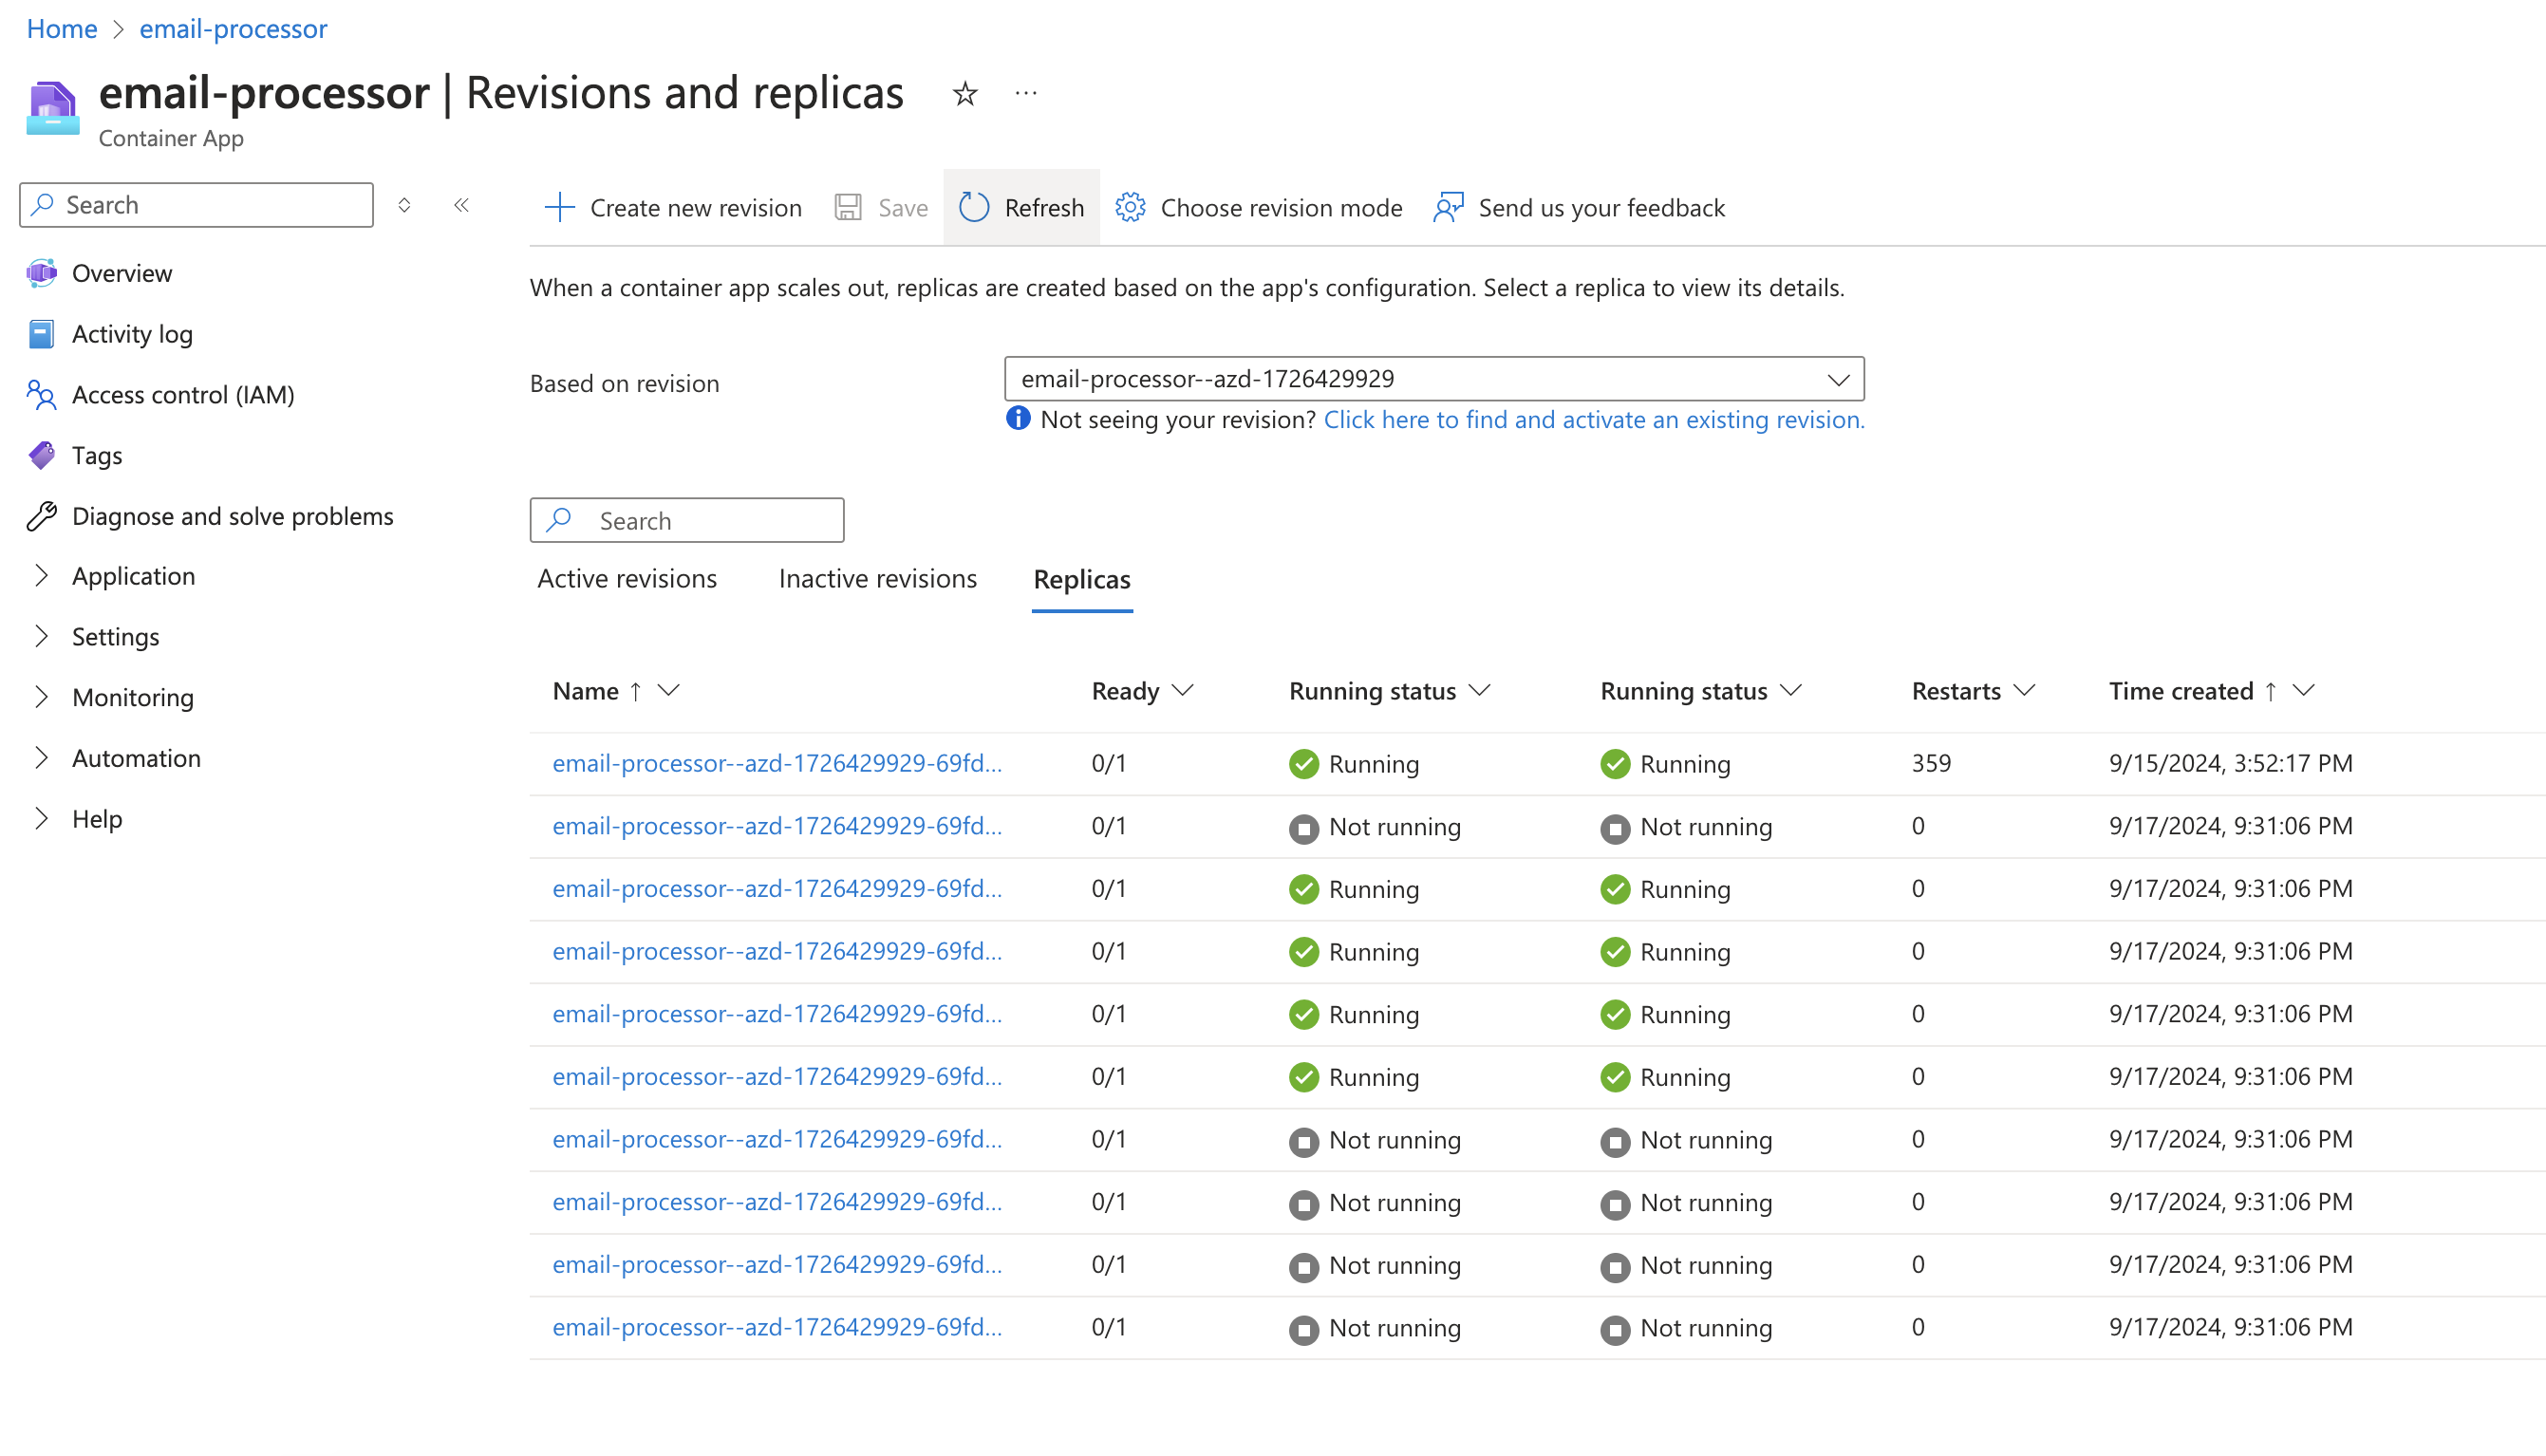 Home > email-processor
email-processor | Revisions and replicas
Container App
Search
Overview
Activity log
Access control (IAM)
Tags
Diagnose and solve problems
Application
Settings
Monitoring
Automation
Help
Create new revision Save Refresh Choose revision mode Send us your feedback
When a container app scales out, replicas are created based on the app's configuration. Select a replica to view its details.
Based on revision email-processor--azd-1726429929
Not seeing your revision? Click here to find and activate an existing revision.
Search
Active revisions Inactive revisions Replicas
Name ↑ Ready Running status Running status Restarts Time created ↑
email-processor--azd-1726429929-69fd... 0/1 Running Running 359 9/15/2024, 3:52:17 PM
email-processor--azd-1726429929-69fd... 0/1 Not running Not running 0 9/17/2024, 9:31:06 PM
email-processor--azd-1726429929-69fd... 0/1 Running Running 0 9/17/2024, 9:31:06 PM
email-processor--azd-1726429929-69fd... 0/1 Running Running 0 9/17/2024, 9:31:06 PM
email-processor--azd-1726429929-69fd... 0/1 Running Running 0 9/17/2024, 9:31:06 PM
email-processor--azd-1726429929-69fd... 0/1 Running Running 0 9/17/2024, 9:31:06 PM
email-processor--azd-1726429929-69fd... 0/1 Not running Not running 0 9/17/2024, 9:31:06 PM
email-processor--azd-1726429929-69fd... 0/1 Not running Not running 0 9/17/2024, 9:31:06 PM
email-processor--azd-1726429929-69fd... 0/1 Not running Not running 0 9/17/2024, 9:31:06 PM
email-processor--azd-1726429929-69fd... 0/1 Not running Not running 0 9/17/2024, 9:31:06 PM